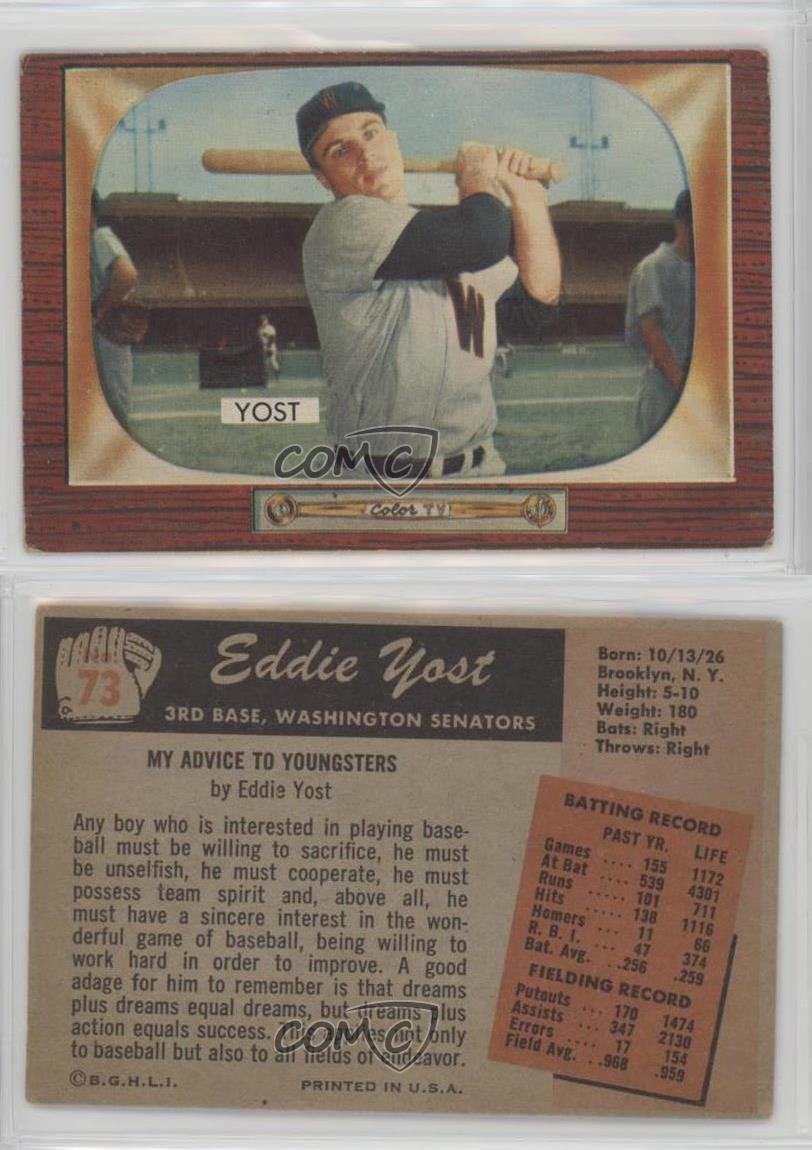 W
W
YOST
COMC
Color TV
No.
73
Eddie Yost
3RD BASE, WASHINGTON SENATORS
Born: 10/13/26
Brooklyn, N. Y.
Height: 5-10
Weight: 180
Bats: Right
Throws: Right
MY ADVICE TO YOUNGSTERS
by Eddie Yost
Any boy who is interested in playing base-
ball must be willing to sacrifice, he must
be unselfish, he must cooperate, he must
possess team spirit and, above all, he
must have a sincere interest in the won-
derful game of baseball, being willing to
work hard in order to improve. A good
adage for him to remember is that dreams
plus dreams equal dreams, but dreams plus
action equals success. This applies not only
to baseball but also to all fields of endeavor.
COMC
©B.G.H.L.I.
PRINTED IN U.S.A.
BATTING RECORD
PAST YR. LIFE
Games .... 155 1172
At Bat .... 539 4301
Runs ..... 101 711
Hits ..... 138 1116
Homers ... 11 66
R. B. I. ... 47 374
Bat. Avg. .256 .259
FIELDING RECORD
Putouts ... 170 1474
Assists ... 347 2130
Errors .... 17 154
Field Avg. ..968 .959